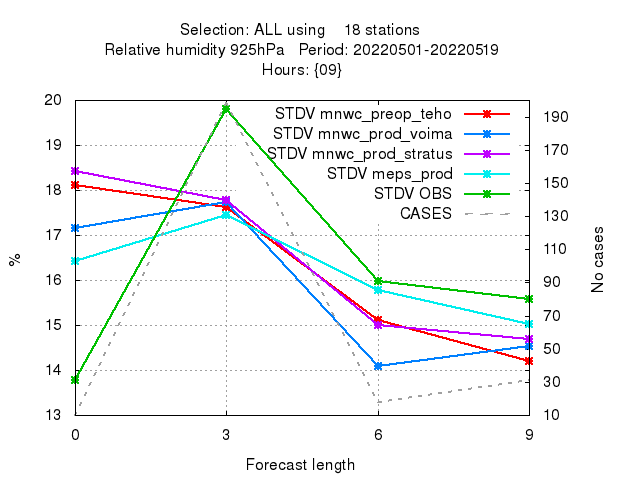 Selection: ALL using    18 stations
Relative humidity 925hPa   Period: 20220501-20220519
Hours: {09}
STDV mnwc_preop_teho
STDV mnwc_prod_voima
STDV mnwc_prod_stratus
STDV meps_prod
STDV OBS
CASES
20
19
18
17
16
15
14
13
%
190
170
150
130
110
90
70
50
30
10
No cases
0 3 6 9
Forecast length